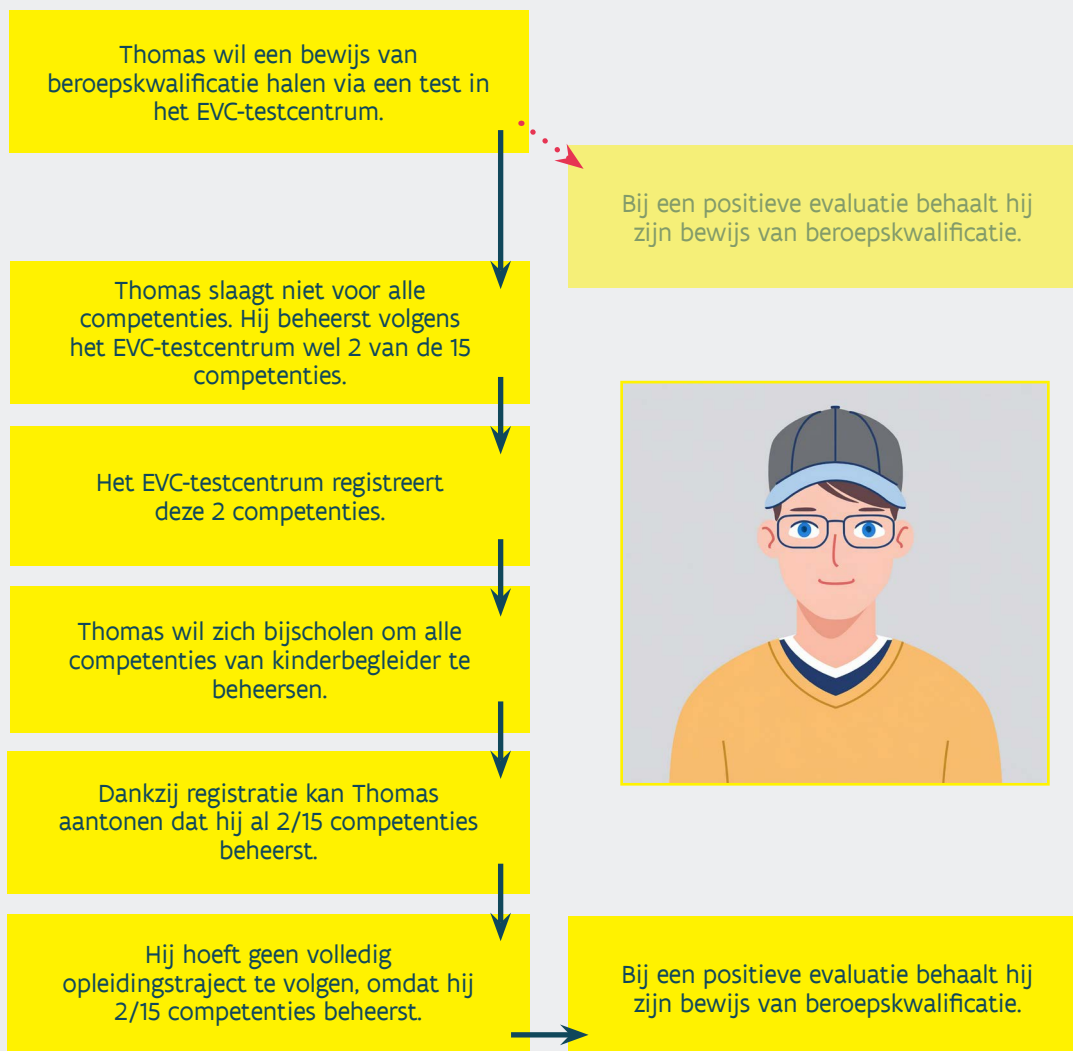 Thomas wil een bewijs van
beroepskwalificatie halen via een test in
het EVC-testcentrum.
Bij een positieve evaluatie behaalt hij
zijn bewijs van beroepskwalificatie.
Thomas slaagt niet voor alle
competenties. Hij beheerst volgens
het EVC-testcentrum wel 2 van de 15
competenties.
Het EVC-testcentrum registreert
deze 2 competenties.
Thomas wil zich bijscholen om alle
competenties van kinderbegleider te
beheersen.
Dankzij registratie kan Thomas
aantonen dat hij al 2/15 competenties
beheerst.
Hij hoeft geen volledig
opleidingstraject te volgen, omdat hij
2/15 competenties beheerst.
Bij een positieve evaluatie behaalt hij
zijn bewijs van beroepskwalificatie.